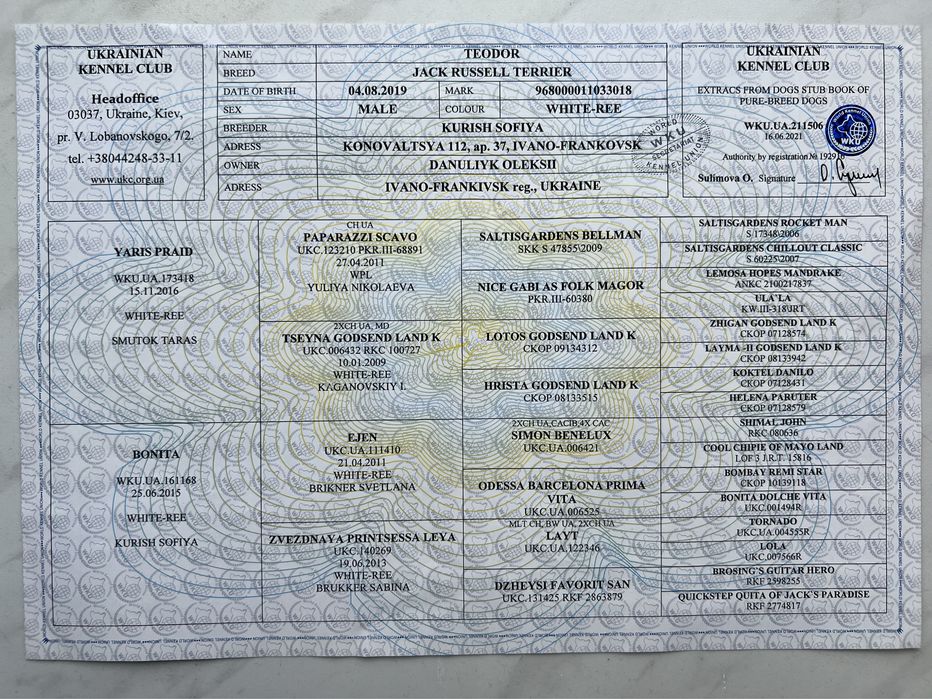 UKRAINIAN
KENNEL CLUB
Headoffice
03037, Ukraine, Kiev,
pr. V. Lobanovskogo, 7/2.
tel. +38044248-33-11
www.ukc.org.ua
NAME TEODOR
BREED JACK RUSSELL TERRIER
DATE OF BIRTH 04.08.2019 MARK 968000011033018
SEX MALE COLOUR WHITE-REE
BREEDER KURISH SOFIYA
ADRESS KONOVALTSYA 112, ap. 37, IVANO-FRANKOVSK
OWNER DANULIYK OLEKSII
ADRESS IVANO-FRANKIVSK reg., UKRAINE
WORLD
WKU
SECRETARIAT
KENNEL UNION
UKRAINIAN
KENNEL CLUB
EXTRACS FROM DOGS STUB BOOK OF
PURE-BREED DOGS
WKU.UA.211506
16.06.2021
WKU
Authority by registration № 192916
Sulimova O. Signature
YARIS PRAID
WKU.UA.173418
15.11.2016
WHITE-REE
SMUTOK TARAS
BONITA
WKU.UA.161168
25.06.2015
WHITE-REE
KURISH SOFIYA
CH UA
PAPARAZZI SCAVO
UKC.123210 PKR.III-68891
27.04.2011
WPL
YULIYA NIKOLAEVA
2XCH UA, MD
TSEYNA GODSEND LAND K
UKC.006432 RKC 100727
10.01.2009
WHITE-REE
KAGANOVSKIY I.
EJEN
UKC.UA.111410
21.04.2011
WHITE-REE
BRIKNER SVETLANA
ZVEZDNAYA PRINTSESSA LEYA
UKC.140269
19.06.2013
WHITE-REE
BRUKKER SABINA
SALTISGARDENS BELLMAN
SKK S 47855\2009
NICE GABI AS FOLK MAGOR
PKR.III-60380
LOTOS GODSEND LAND K
CKOP 09134312
HRISTA GODSEND LAND K
CKOP 08133515
2XCH UA,CACIB,4X CAC
SIMON BENELUX
UKC.UA.006421
ODESSA BARCELONA PRIMA
VITA
UKC.UA.006525
MLT CH, BW UA, 2XCH UA
LAYT
UKC.UA.122346
DZHEYSI FAVORIT SAN
UKC.131425 RKF 2863879
SALTISGARDENS ROCKET MAN
S 17348\2006
SALTISGARDENS CHILLOUT CLASSIC
S 60225\2007
LEMOSA HOPES MANDRAKE
ANKC 2100217837
ULA`LA
KW.III-318\JRT
ZHIGAN GODSEND LAND K
CKOP 07128574
LAYMA -II GODSEND LAND K
CKOP 08133942
KOKTEL DANILO
CKOP 07128431
HELENA PARUTER
CKOP 07128579
SHIMAL JOHN
RKC 080636
COOL CHIPIE OF MAYO LAND
LOF 3 J.R.T. 15816
BOMBAY REMI STAR
CKOP 10139118
BONITA DOLCHE VITA
UKC.001494R
TORNADO
UKC.UA.004555R
LOLA
UKC.007566R
BROSING'S GUITAR HERO
RKF 2598255
QUICKSTEP QUITA OF JACK'S PARADISE
RKF 2774817